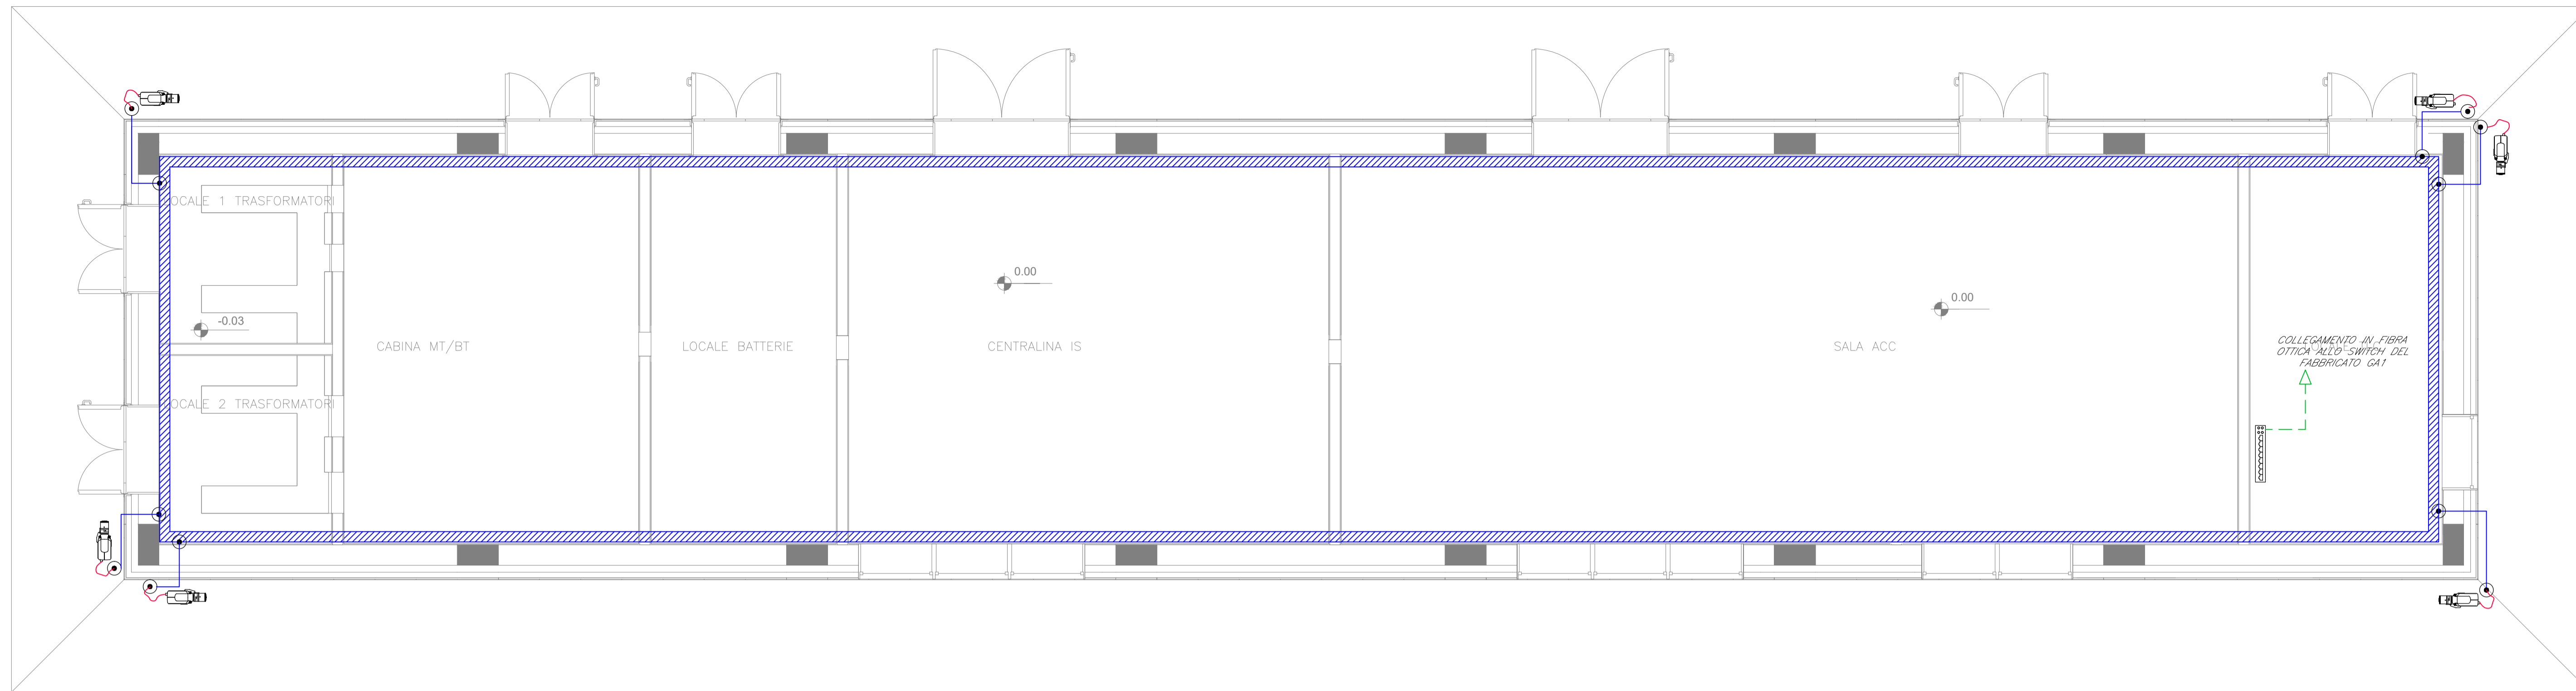 LOCALE 1 TRASFORMATORI
0.00
0.00
-0.03
CABINA MT/BT
LOCALE BATTERIE
CENTRALINA IS
SALA ACC
COLLEGAMENTO IN FIBRA
OTTICA ALLO SWITCH DEL
FABBRICATO GA1
LOCALE 2 TRASFORMATORI